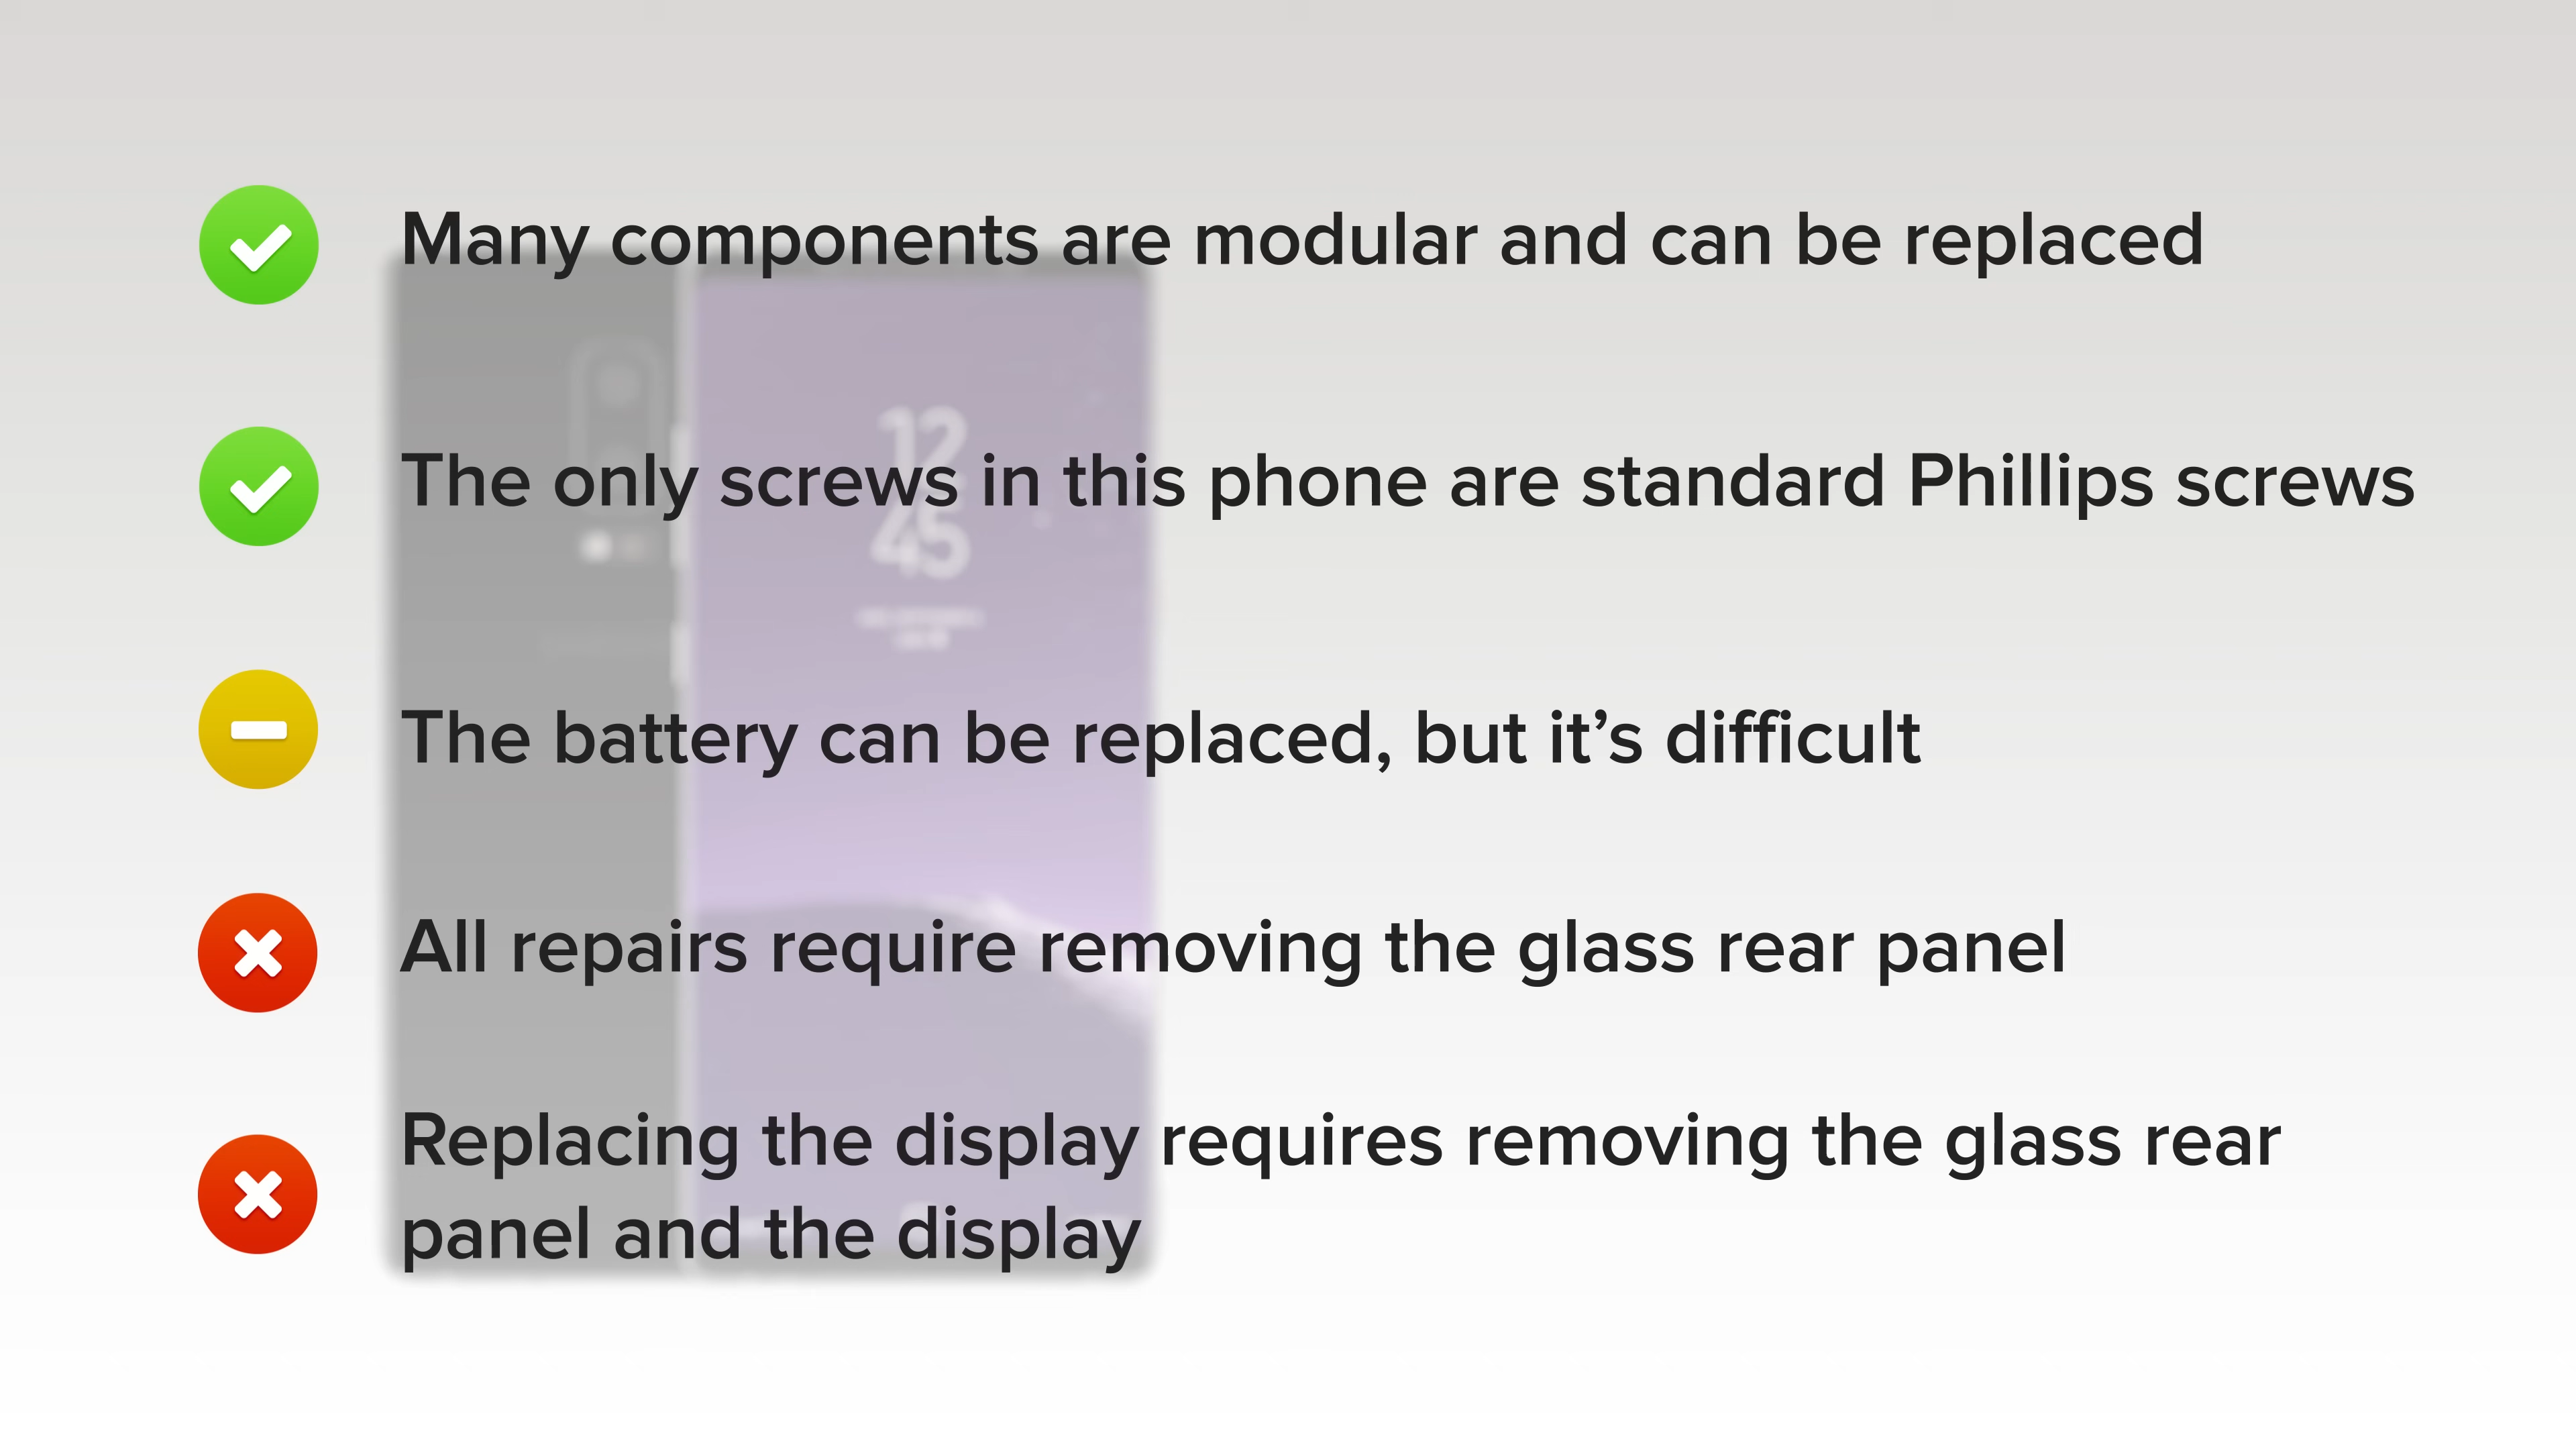 Many components are modular and can be replaced
The only screws in this phone are standard Phillips screws
12
45
The battery can be replaced, but it’s difficult
All repairs require removing the glass rear panel
Replacing the display requires removing the glass rear
panel and the display